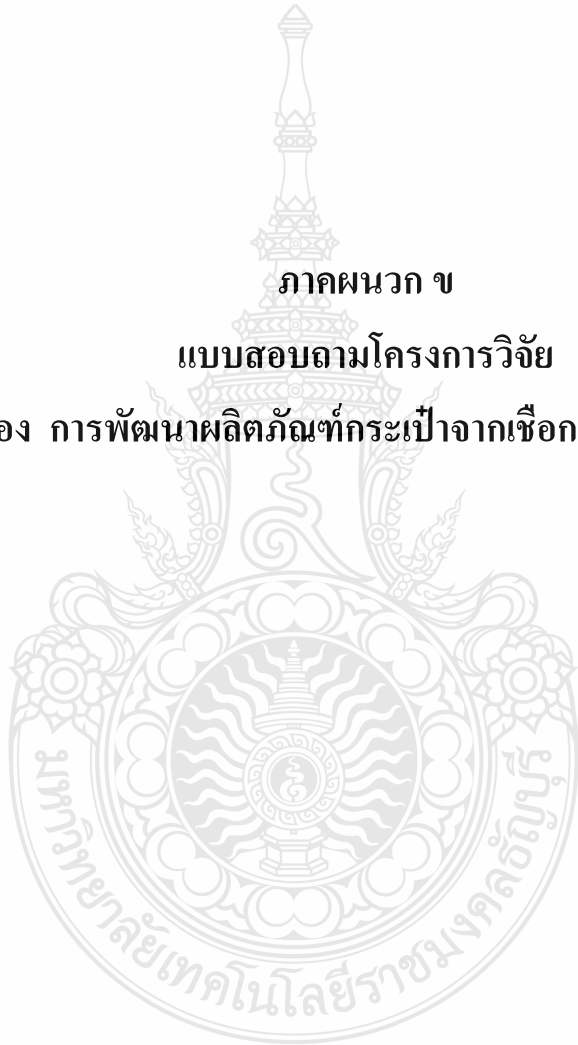 ภาคผนวก ข
แบบสอบถามโครงการวิจัย
การพัฒนาผลิตภัณฑ์กระเป๋าจากเชือก
มหาวิทยาลัยเทคโนโลยีราชมงคลธัญบุรี